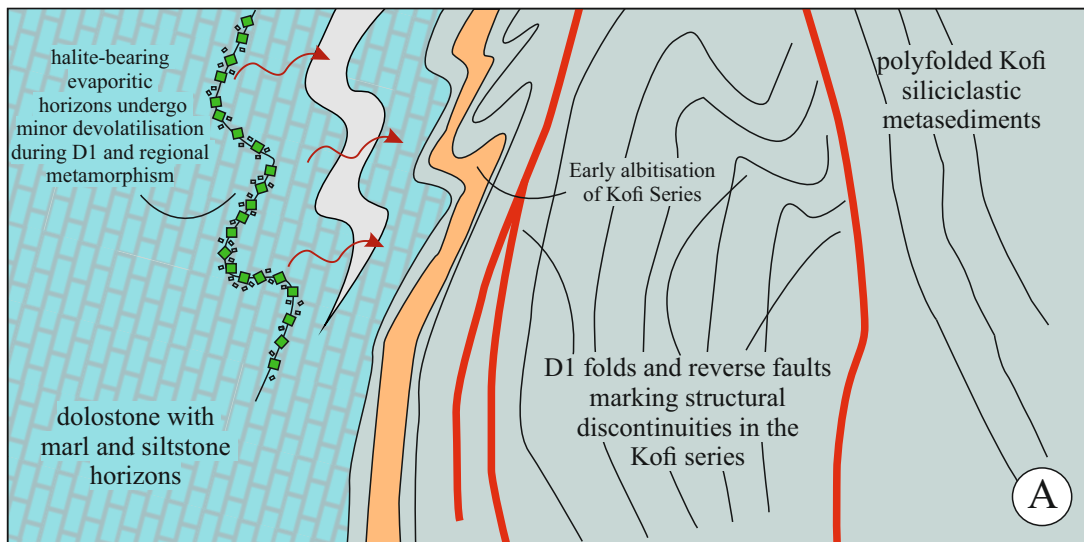 halite-bearing
evaporitic
horizons undergo
minor devolatilisation
during D1 and regional
metamorphism
dolostone with
marl and siltstone
horizons
Early albitisation
of Kofi Series
D1 folds and reverse faults
marking structural
discontinuities in the
Kofi series
polyfolded Kofi
siliciclastic
metasediments
A